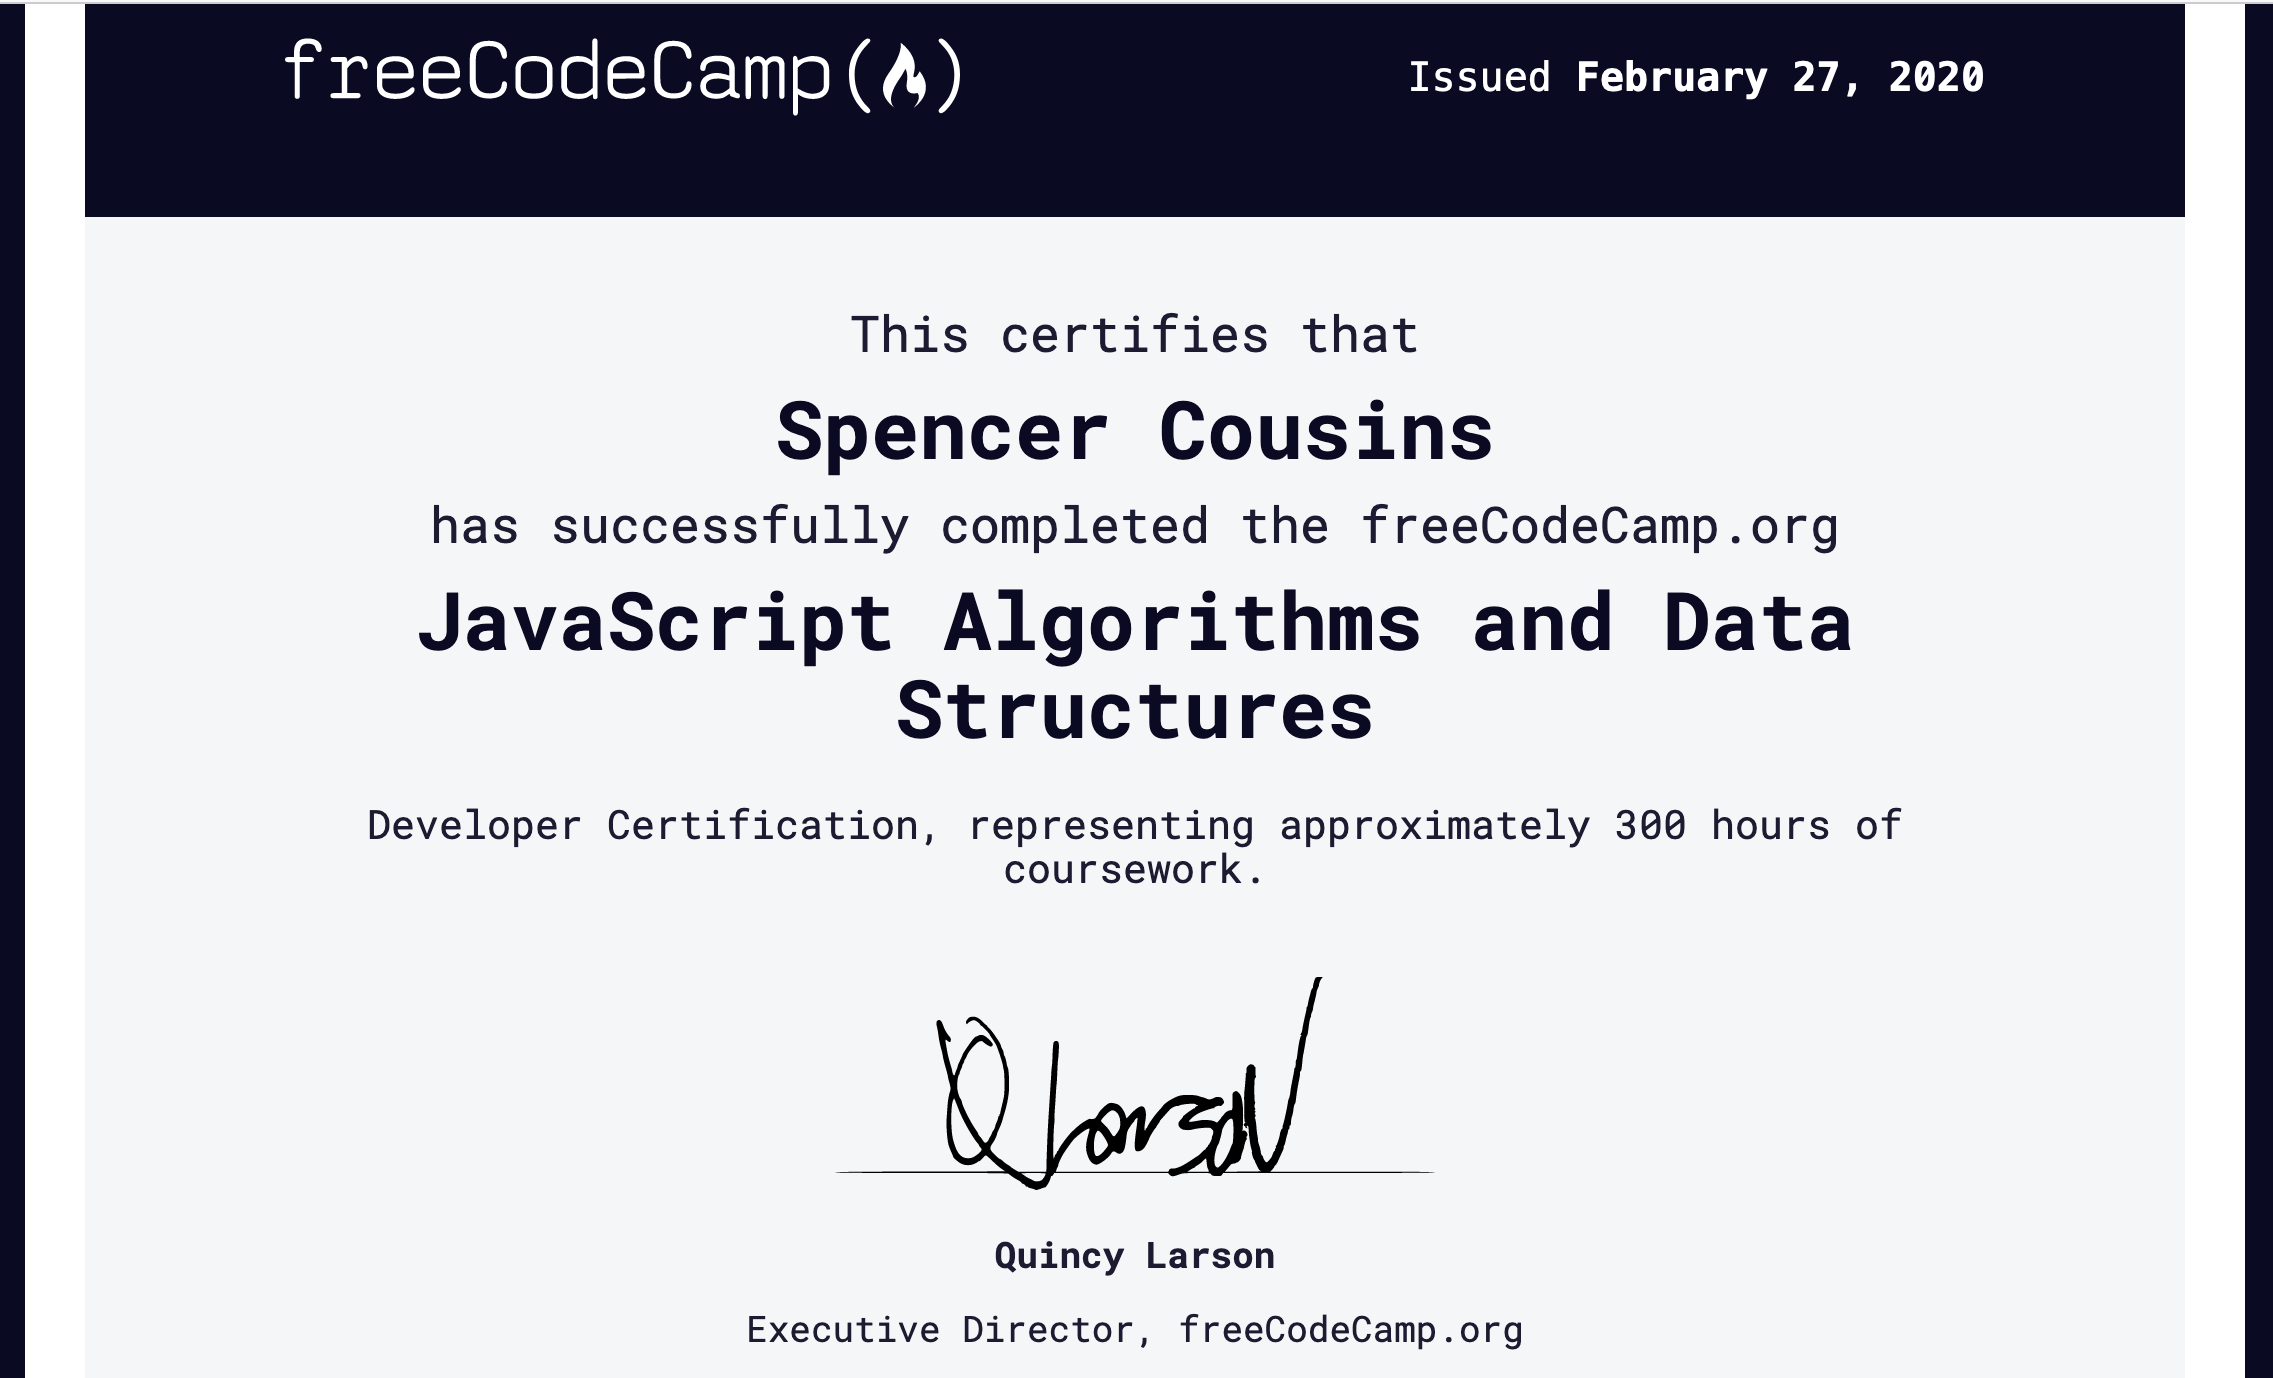 freeCodeCamp(🔥)
Issued February 27, 2020
This certifies that
Spencer Cousins
has successfully completed the freeCodeCamp.org
JavaScript Algorithms and Data
Structures
Developer Certification, representing approximately 300 hours of
coursework.
Q Larson
Quincy Larson
Executive Director, freeCodeCamp.org